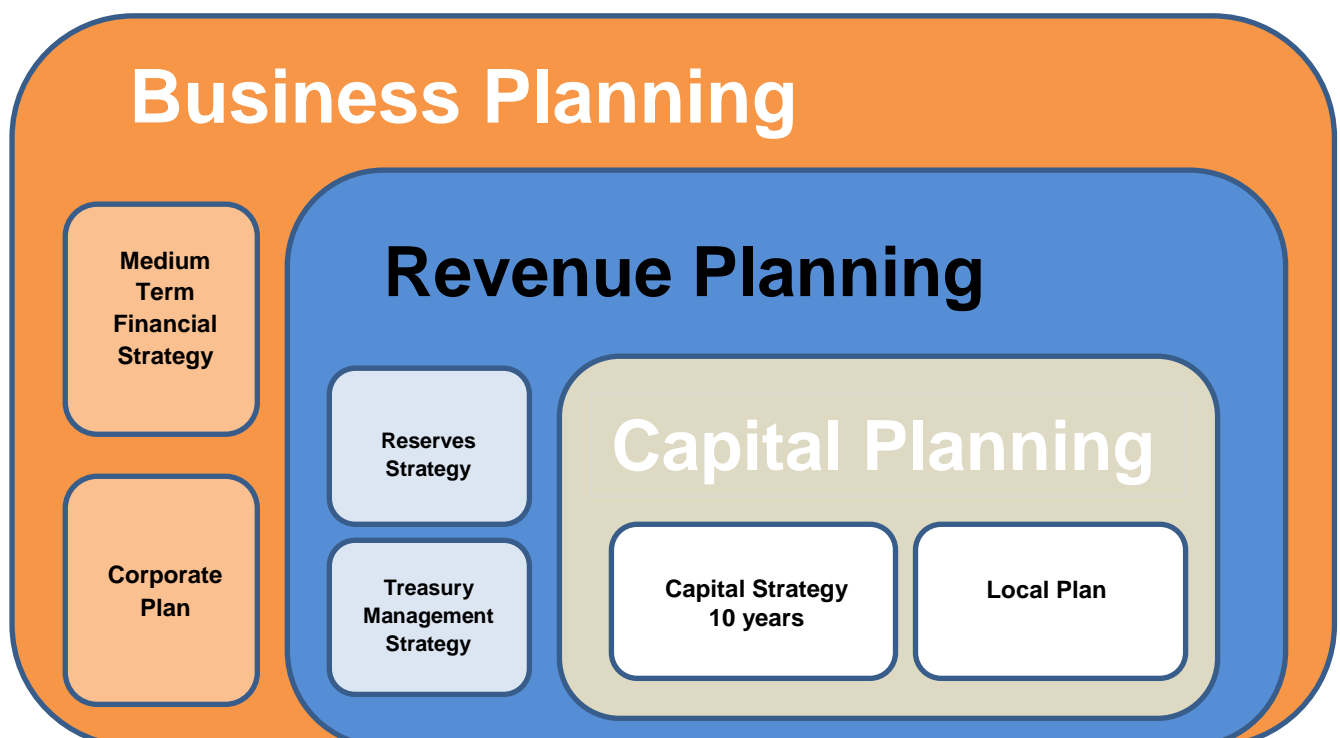 Business Planning
Medium
Term
Financial
Strategy
Corporate
Plan
Revenue Planning
Reserves
Strategy
Treasury
Management
Strategy
Capital Planning
Capital Strategy
10 years
Local Plan